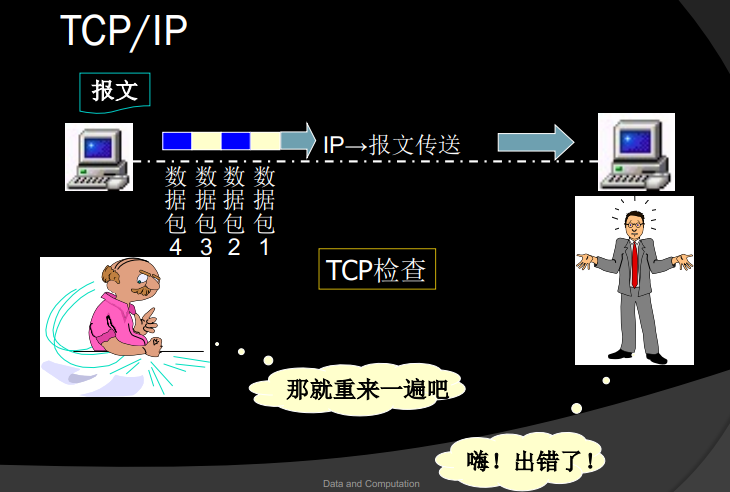 TCP/IP
报文
IP→报文传送
数据包4
数据包3
数据包2
数据包1
TCP检查
那就重来一遍吧
嗨！出错了！
Data and Computation